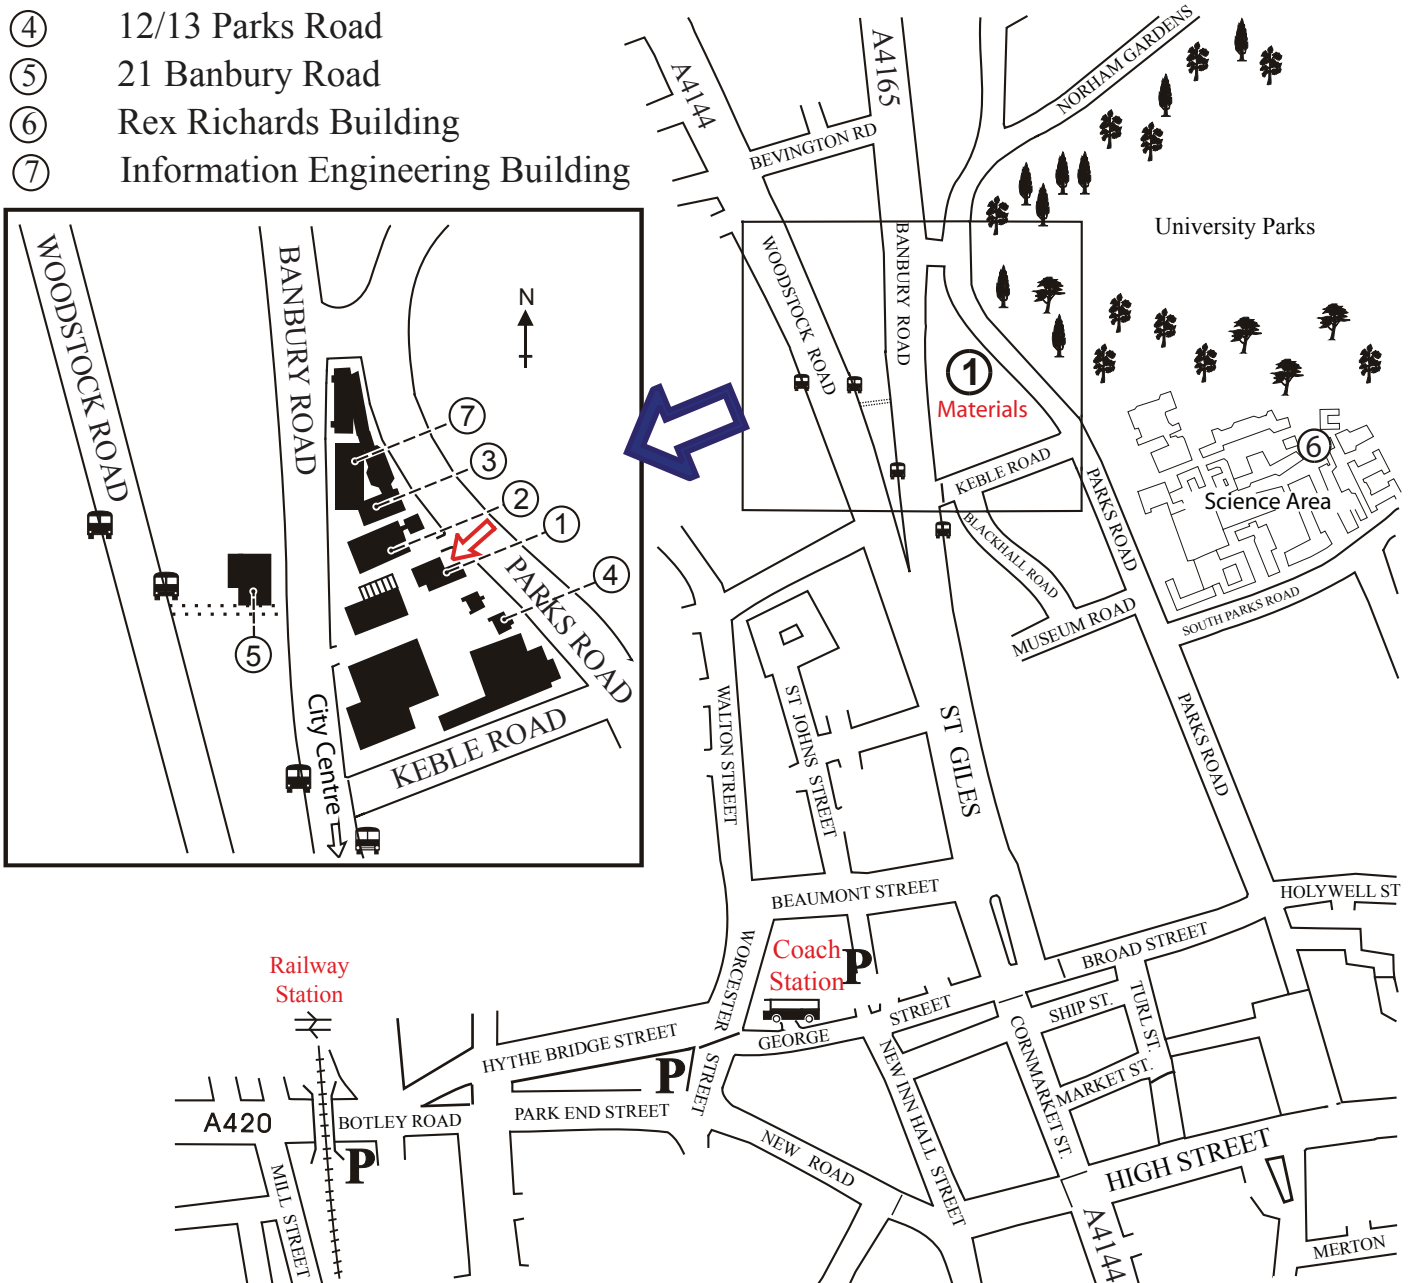 ④ 12/13 Parks Road
⑤ 21 Banbury Road
⑥ Rex Richards Building
⑦ Information Engineering Building
WOODSTOCK ROAD
BANBURY ROAD
N
7
3
2
1
4
5
PARKS ROAD
KEBLE ROAD
City Centre
A4144
A4165
NORHAM GARDENS
BEVINGTON RD
University Parks
WOODSTOCK ROAD
BANBURY ROAD
1
Materials
KEBLE ROAD
PARKS ROAD
6
Science Area
BLACKHALL ROAD
MUSEUM ROAD
SOUTH PARKS ROAD
WALTON STREET
ST JOHNS STREET
ST GILES
PARKS ROAD
BEAUMONT STREET
HOLYWELL ST
WORCESTER
STREET
Coach
Station
P
BROAD STREET
Railway
Station
HYTHE BRIDGE STREET
GEORGE
STREET
SHIP ST.
TURL ST.
CORNMARKET ST.
MARKET ST.
NEW INN HALL STREET
P
A420
BOTLEY ROAD
PARK END STREET
P
NEW ROAD
HIGH STREET
MILL STREET
A4144
MERTON